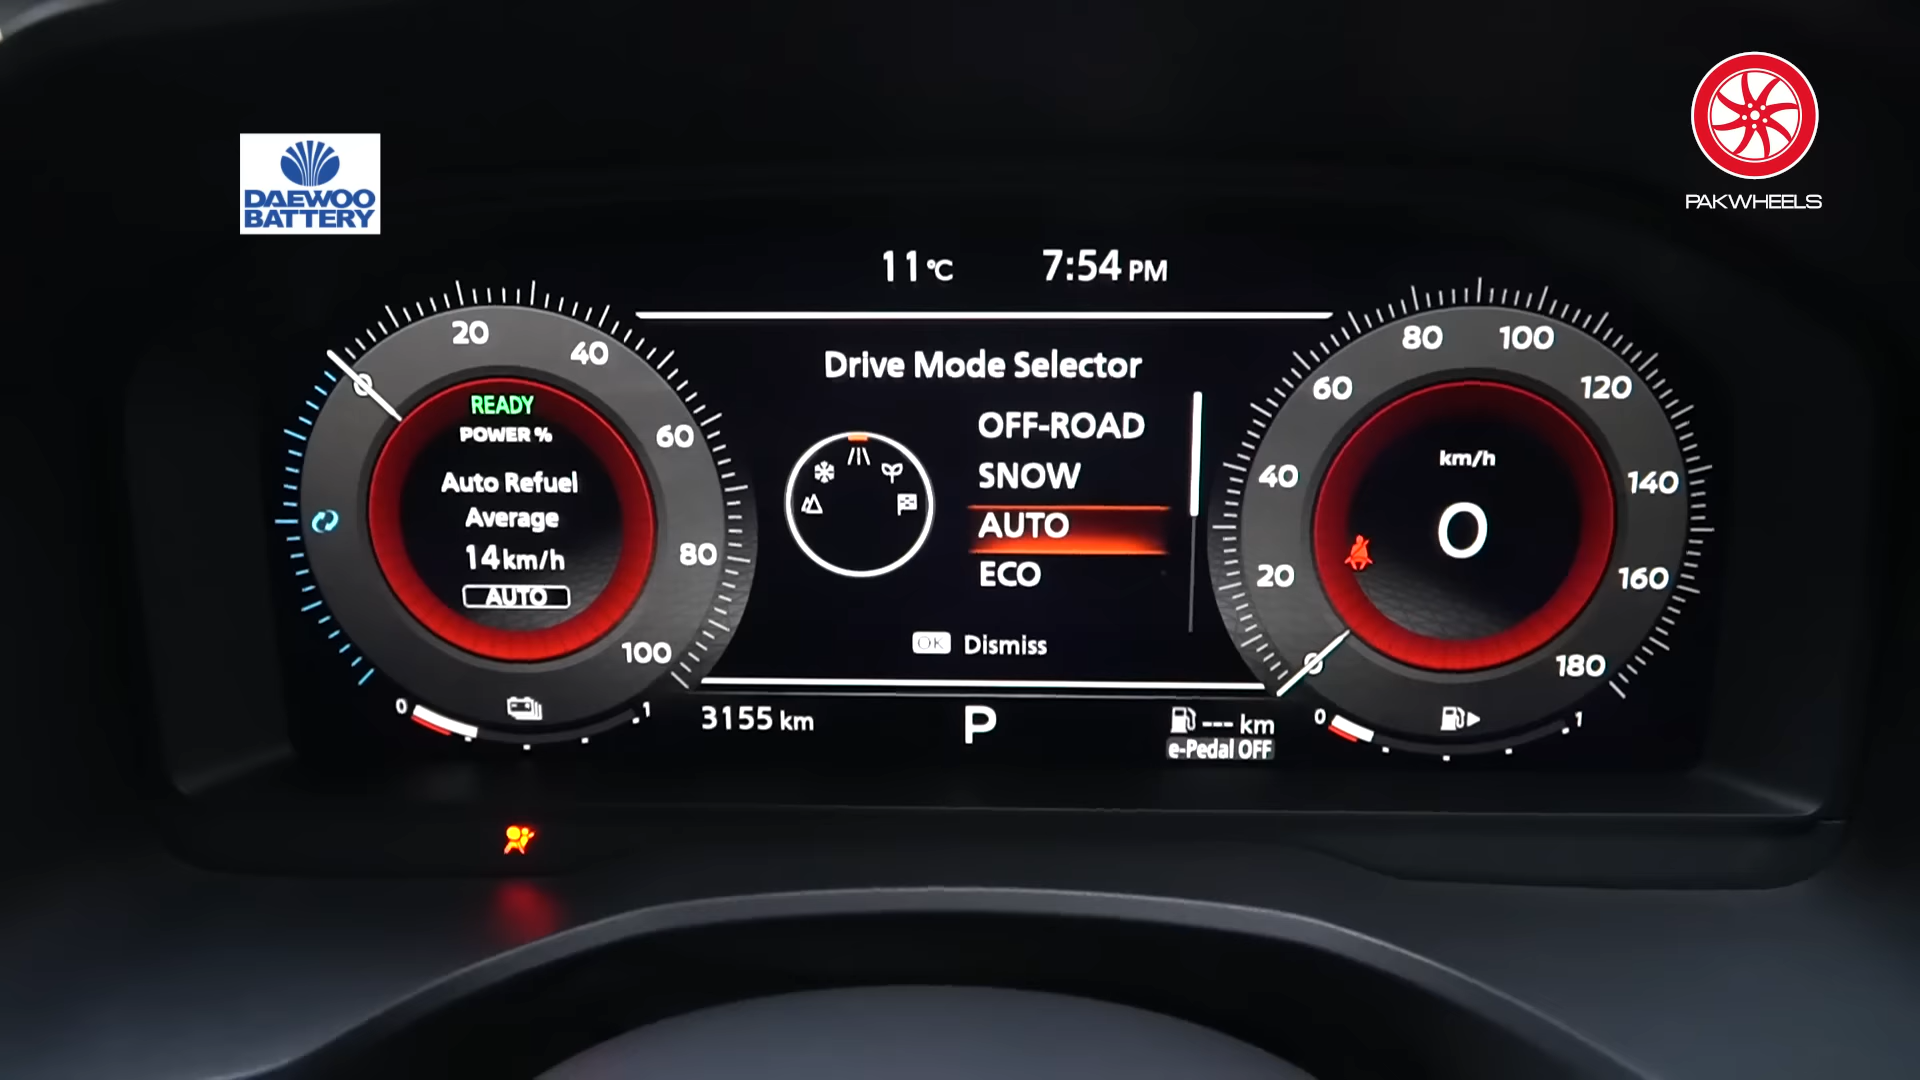 DAEWOO
BATTERY
PAKWHEELS
11°C
7:54 PM
0
20
40
60
80
100
READY
POWER %
Auto Refuel
Average
14km/h
AUTO
0
1
Drive Mode Selector
OFF-ROAD
SNOW
AUTO
ECO
OK Dismiss
3155 km
P
--- km
e-Pedal OFF
0
20
40
60
80
100
120
140
160
180
km/h
0
0
1